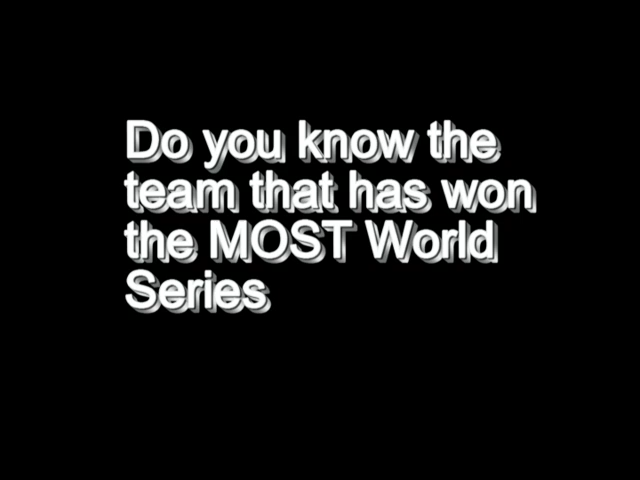 Do you know the
team that has won
the MOST World
Series